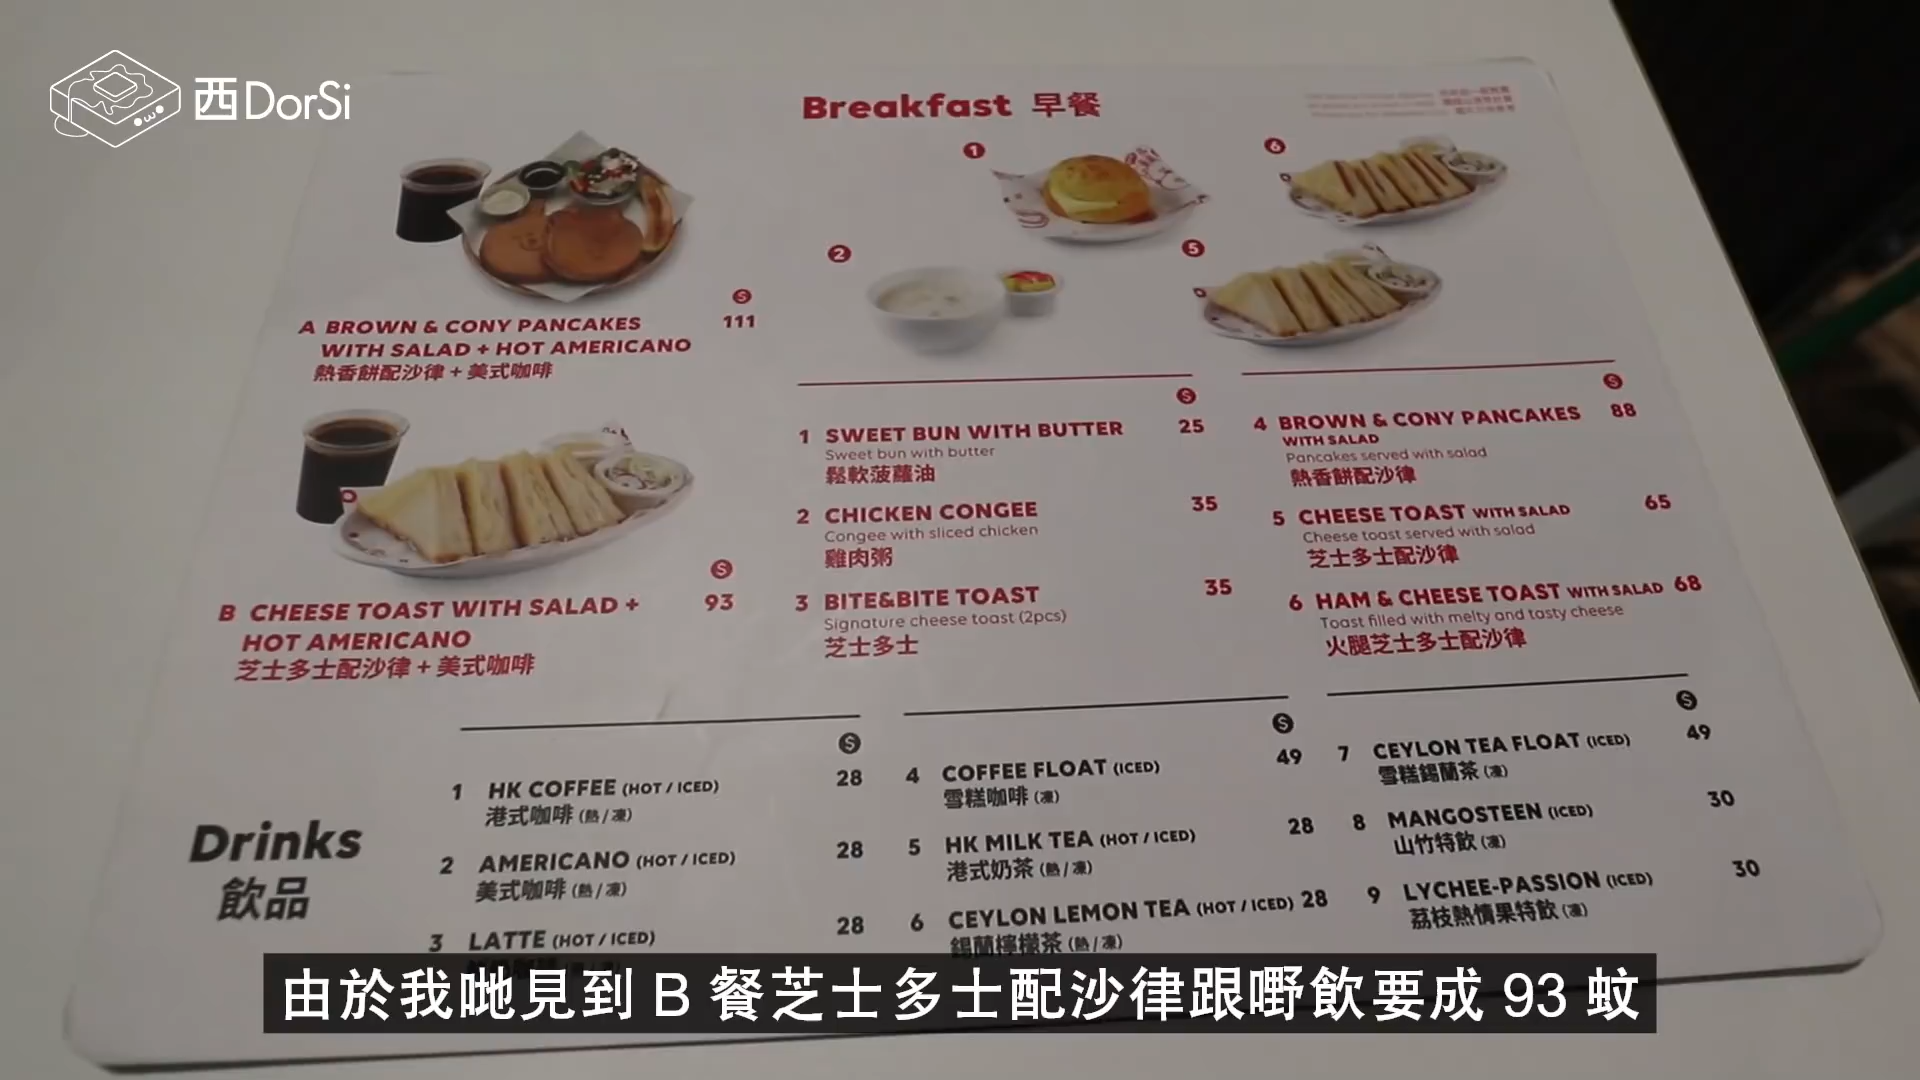 西DorSi
Breakfast 早餐
1
6
2
5
$
A BROWN & CONY PANCAKES 111
WITH SALAD + HOT AMERICANO
熱香餅配沙律 + 美式咖啡
$
B CHEESE TOAST WITH SALAD + 93
HOT AMERICANO
芝士多士配沙律 + 美式咖啡
$
1 SWEET BUN WITH BUTTER 25
Sweet bun with butter
鬆軟菠蘿油
2 CHICKEN CONGEE 35
Congee with sliced chicken
雞肉粥
3 BITE&BITE TOAST 35
Signature cheese toast (2pcs)
芝士多士
$
4 BROWN & CONY PANCAKES 88
WITH SALAD
Pancakes served with salad
熱香餅配沙律
5 CHEESE TOAST WITH SALAD 65
Cheese toast served with salad
芝士多士配沙律
6 HAM & CHEESE TOAST WITH SALAD 68
Toast filled with melty and tasty cheese
火腿芝士多士配沙律
Drinks
飲品
$
1 HK COFFEE (HOT / ICED) 28
港式咖啡 (熱 / 凍)
2 AMERICANO (HOT / ICED) 28
美式咖啡 (熱 / 凍)
3 LATTE (HOT / ICED) 28
$
4 COFFEE FLOAT (ICED) 49
雪糕咖啡 (凍)
5 HK MILK TEA (HOT / ICED) 28
港式奶茶 (熱 / 凍)
6 CEYLON LEMON TEA (HOT / ICED) 28
錫蘭檸檬茶 (熱 / 凍)
$
7 CEYLON TEA FLOAT (ICED) 49
雪糕錫蘭茶 (凍)
8 MANGOSTEEN (ICED) 30
山竹特飲 (凍)
9 LYCHEE-PASSION (ICED) 30
荔枝熱情果特飲 (凍)
由於我哋見到 B 餐芝士多士配沙律跟嘢飲要成 93 蚊